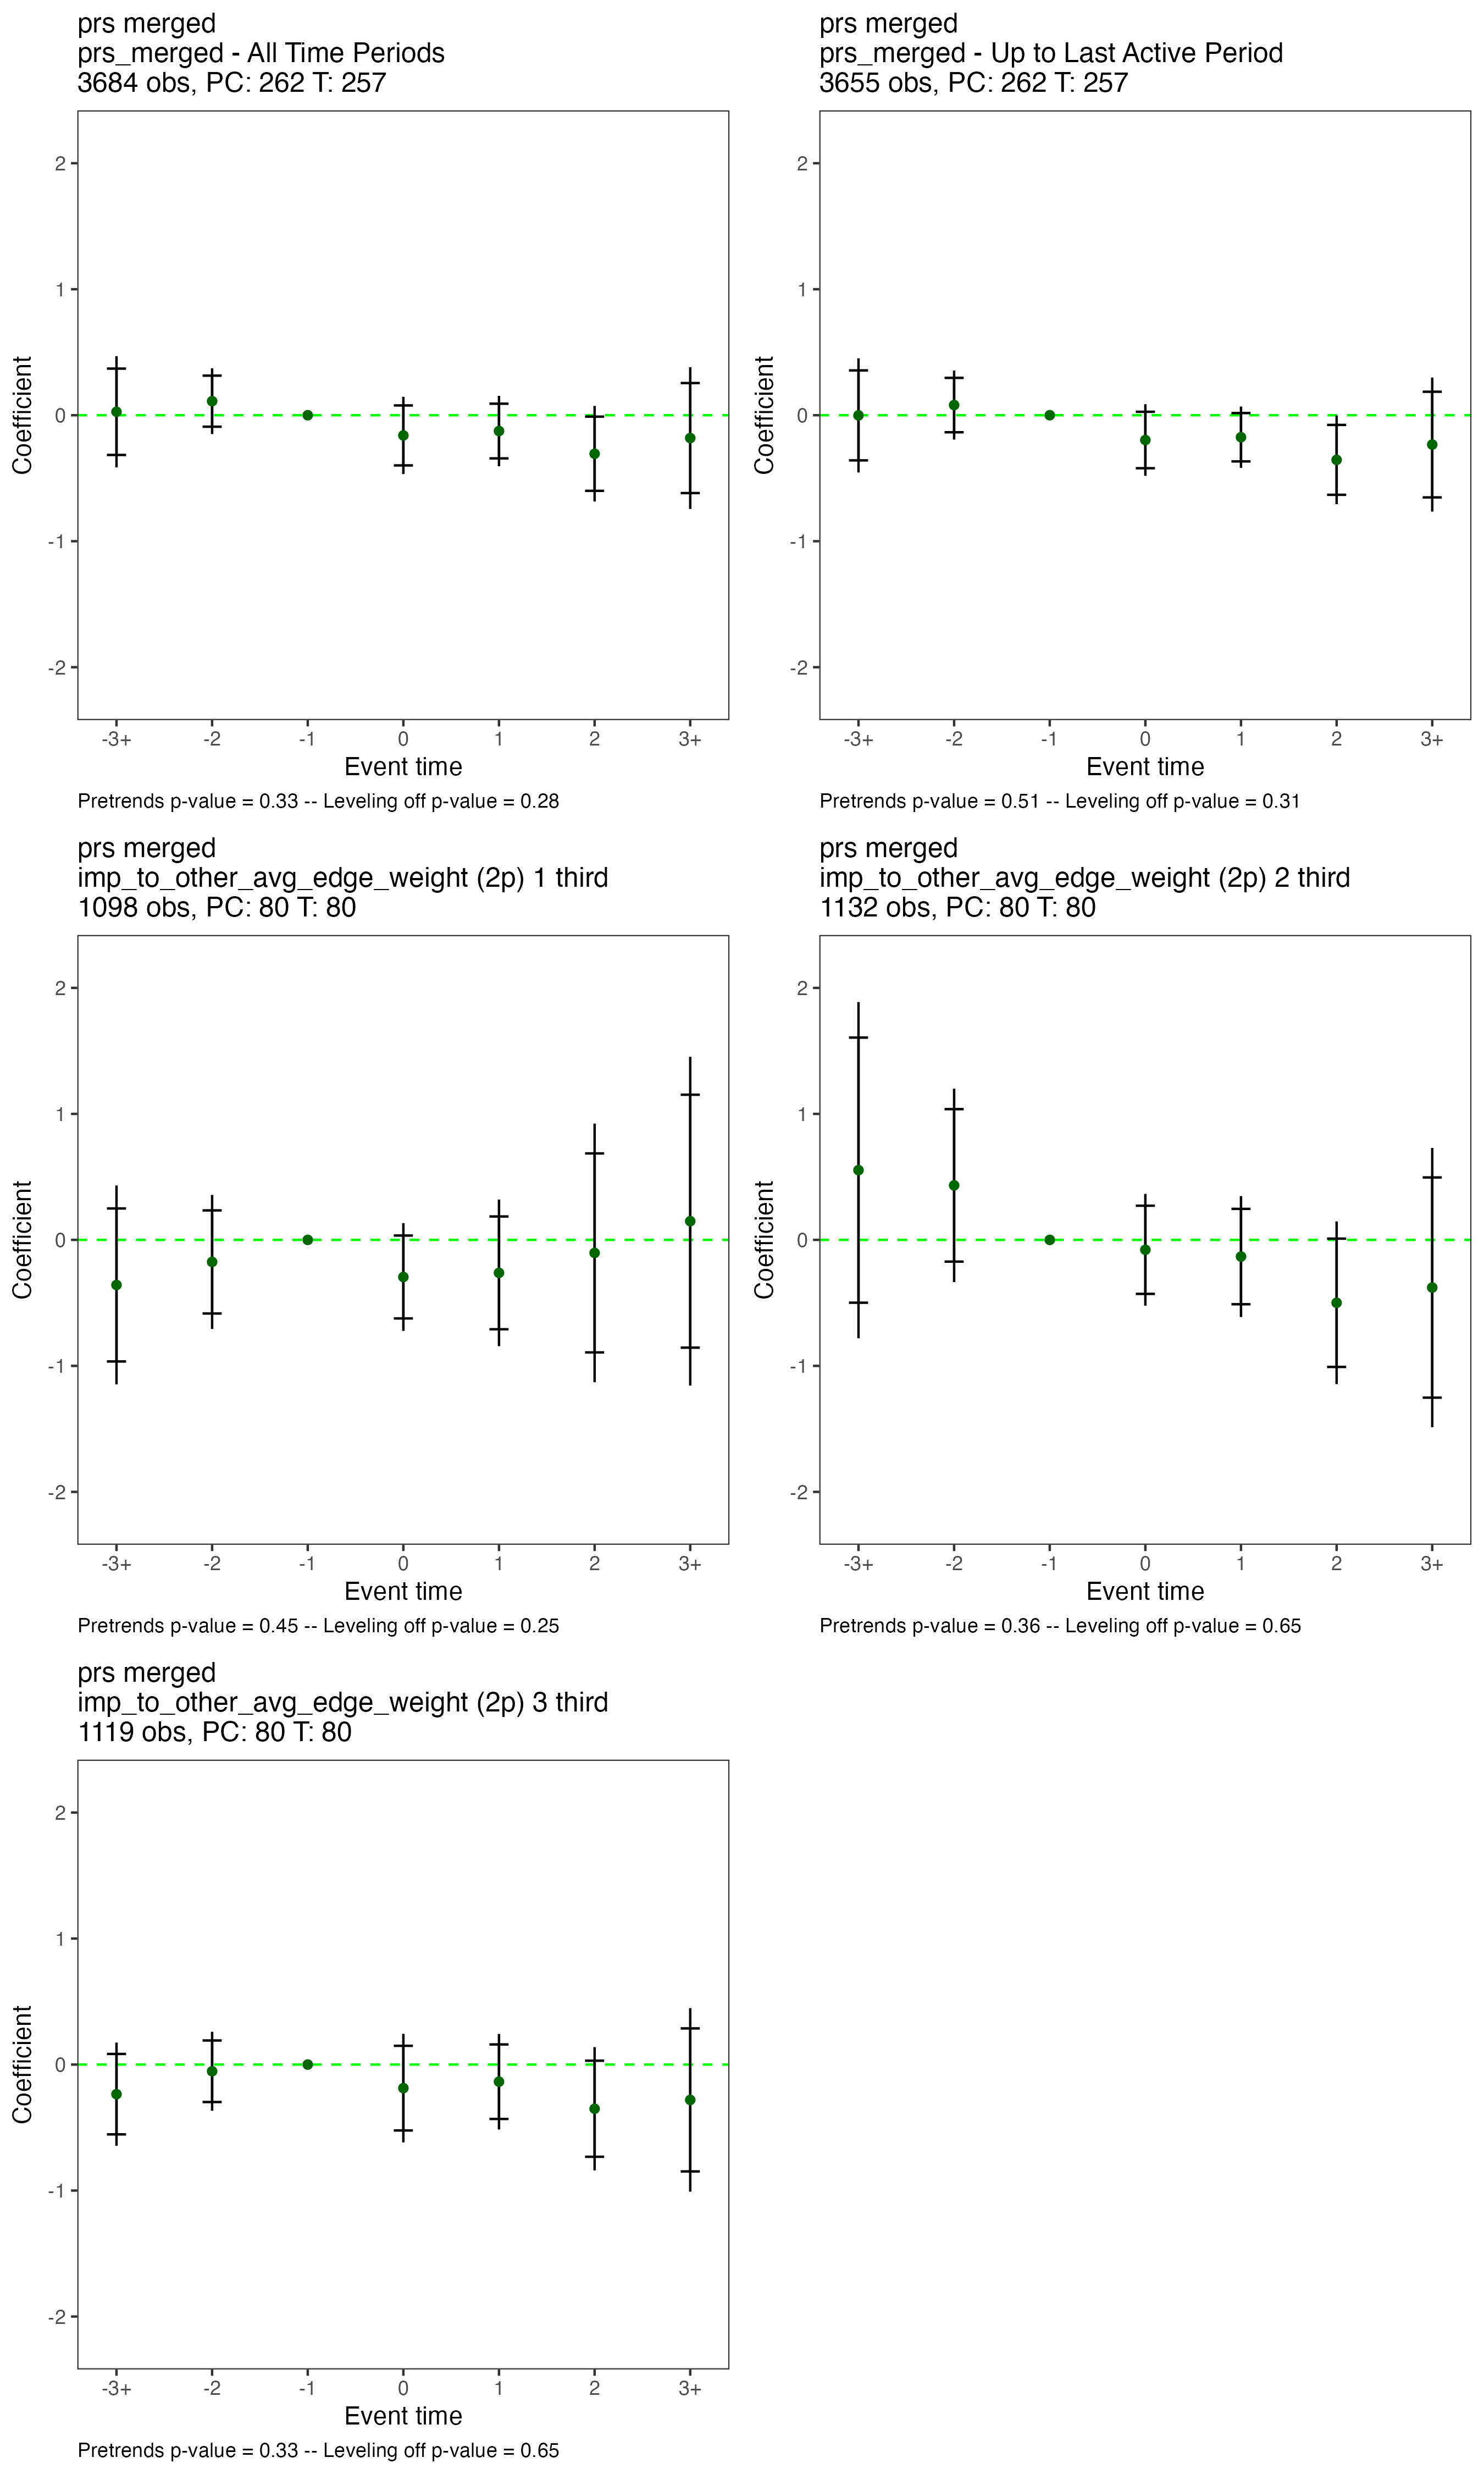 prs merged
prs_merged - All Time Periods
3684 obs, PC: 262 T: 257
2
1
0
-1
-2
Coefficient
-3+ -2 -1 0 1 2 3+
Event time
Pretrends p-value = 0.33 -- Leveling off p-value = 0.28
prs merged
prs_merged - Up to Last Active Period
3655 obs, PC: 262 T: 257
2
1
0
-1
-2
Coefficient
-3+ -2 -1 0 1 2 3+
Event time
Pretrends p-value = 0.51 -- Leveling off p-value = 0.31
prs merged
imp_to_other_avg_edge_weight (2p) 1 third
1098 obs, PC: 80 T: 80
2
1
0
-1
-2
Coefficient
-3+ -2 -1 0 1 2 3+
Event time
Pretrends p-value = 0.45 -- Leveling off p-value = 0.25
prs merged
imp_to_other_avg_edge_weight (2p) 2 third
1132 obs, PC: 80 T: 80
2
1
0
-1
-2
Coefficient
-3+ -2 -1 0 1 2 3+
Event time
Pretrends p-value = 0.36 -- Leveling off p-value = 0.65
prs merged
imp_to_other_avg_edge_weight (2p) 3 third
1119 obs, PC: 80 T: 80
2
1
0
-1
-2
Coefficient
-3+ -2 -1 0 1 2 3+
Event time
Pretrends p-value = 0.33 -- Leveling off p-value = 0.65